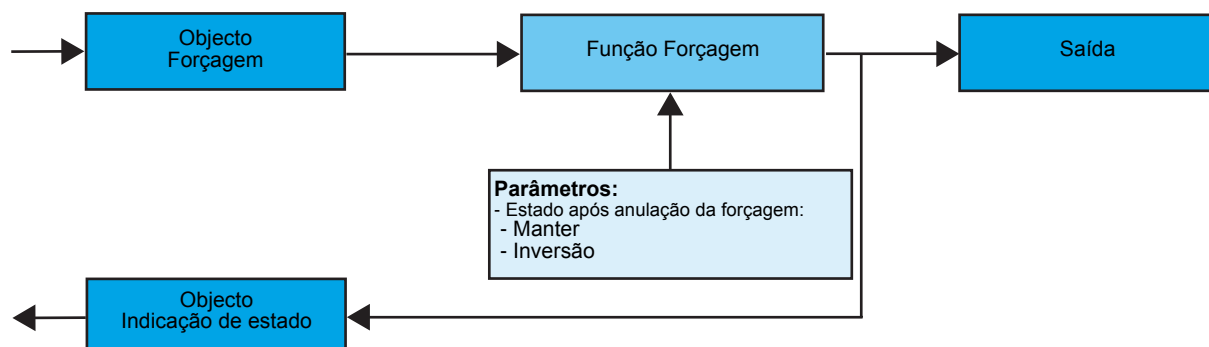 Objecto
Forçagem
Função Forçagem
Saída
Parâmetros:
- Estado após anulação da forçagem:
- Manter
- Inversão
Objecto
Indicação de estado